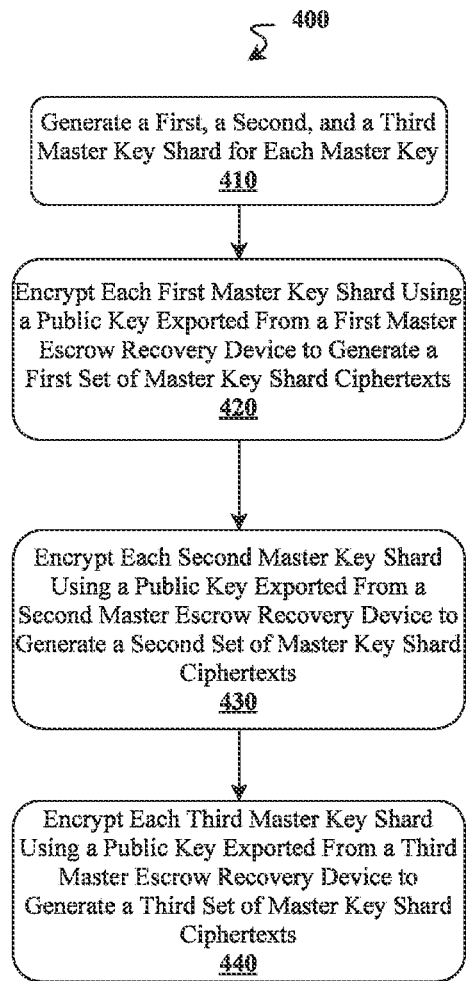 400
Generate a First, a Second, and a Third
Master Key Shard for Each Master Key
410
Encrypt Each First Master Key Shard Using
a Public Key Exported From a First Master
Escrow Recovery Device to Generate a
First Set of Master Key Shard Ciphertexts
420
Encrypt Each Second Master Key Shard
Using a Public Key Exported From a
Second Master Escrow Recovery Device to
Generate a Second Set of Master Key Shard
Ciphertexts
430
Encrypt Each Third Master Key Shard
Using a Public Key Exported From a Third
Master Escrow Recovery Device to
Generate a Third Set of Master Key Shard
Ciphertexts
440